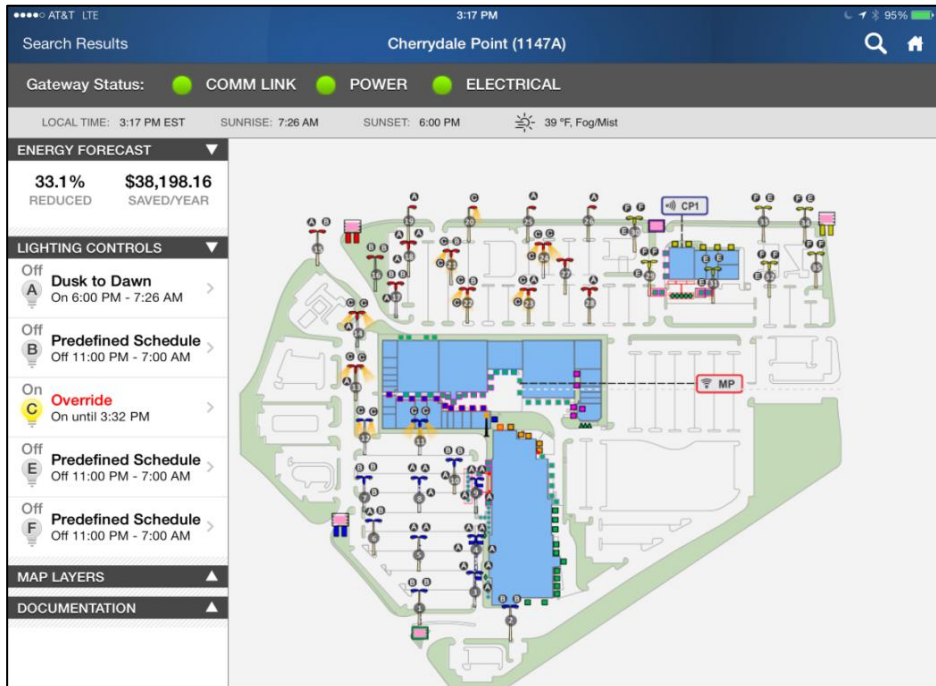 AT&T LTE 3:17 PM 95%
Search Results Cherrydale Point (1147A)
Gateway Status: COMM LINK POWER ELECTRICAL
LOCAL TIME: 3:17 PM EST SUNRISE: 7:26 AM SUNSET: 6:00 PM 39 °F, Fog/Mist
ENERGY FORECAST
33.1% $38,198.16
REDUCED SAVED/YEAR
LIGHTING CONTROLS
Off
A Dusk to Dawn
On 6:00 PM - 7:26 AM
Off
B Predefined Schedule
Off 11:00 PM - 7:00 AM
On
C Override
On until 3:32 PM
Off
E Predefined Schedule
Off 11:00 PM - 7:00 AM
Off
F Predefined Schedule
Off 11:00 PM - 7:00 AM
MAP LAYERS
DOCUMENTATION
CP1
MP